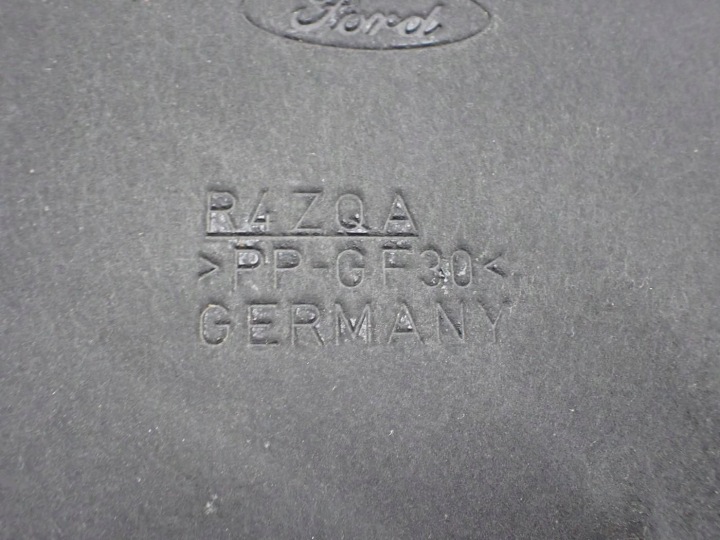 Ford
R4ZQA
>PP-GF30<
GERMANY